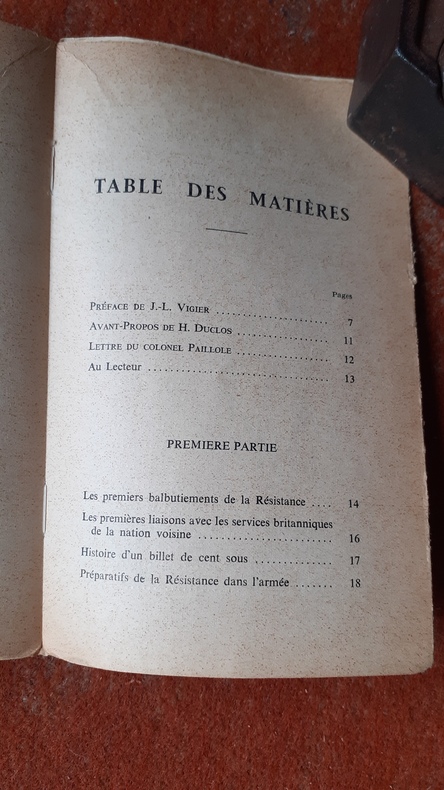 TABLE DES MATIÈRES
Pages
PRÉFACE DE J.-L. VIGIER .................... 7
AVANT-PROPOS DE H. DUCLOS ................ 11
LETTRE DU COLONEL PAILLOLE ................ 12
Au Lecteur ................................ 13
PREMIERE PARTIE
Les premiers balbutiements de la Résistance .... 14
Les premières liaisons avec les services britanniques
de la nation voisine ....................... 16
Histoire d'un billet de cent sous ............. 17
Préparatifs de la Résistance dans l'armée ....... 18